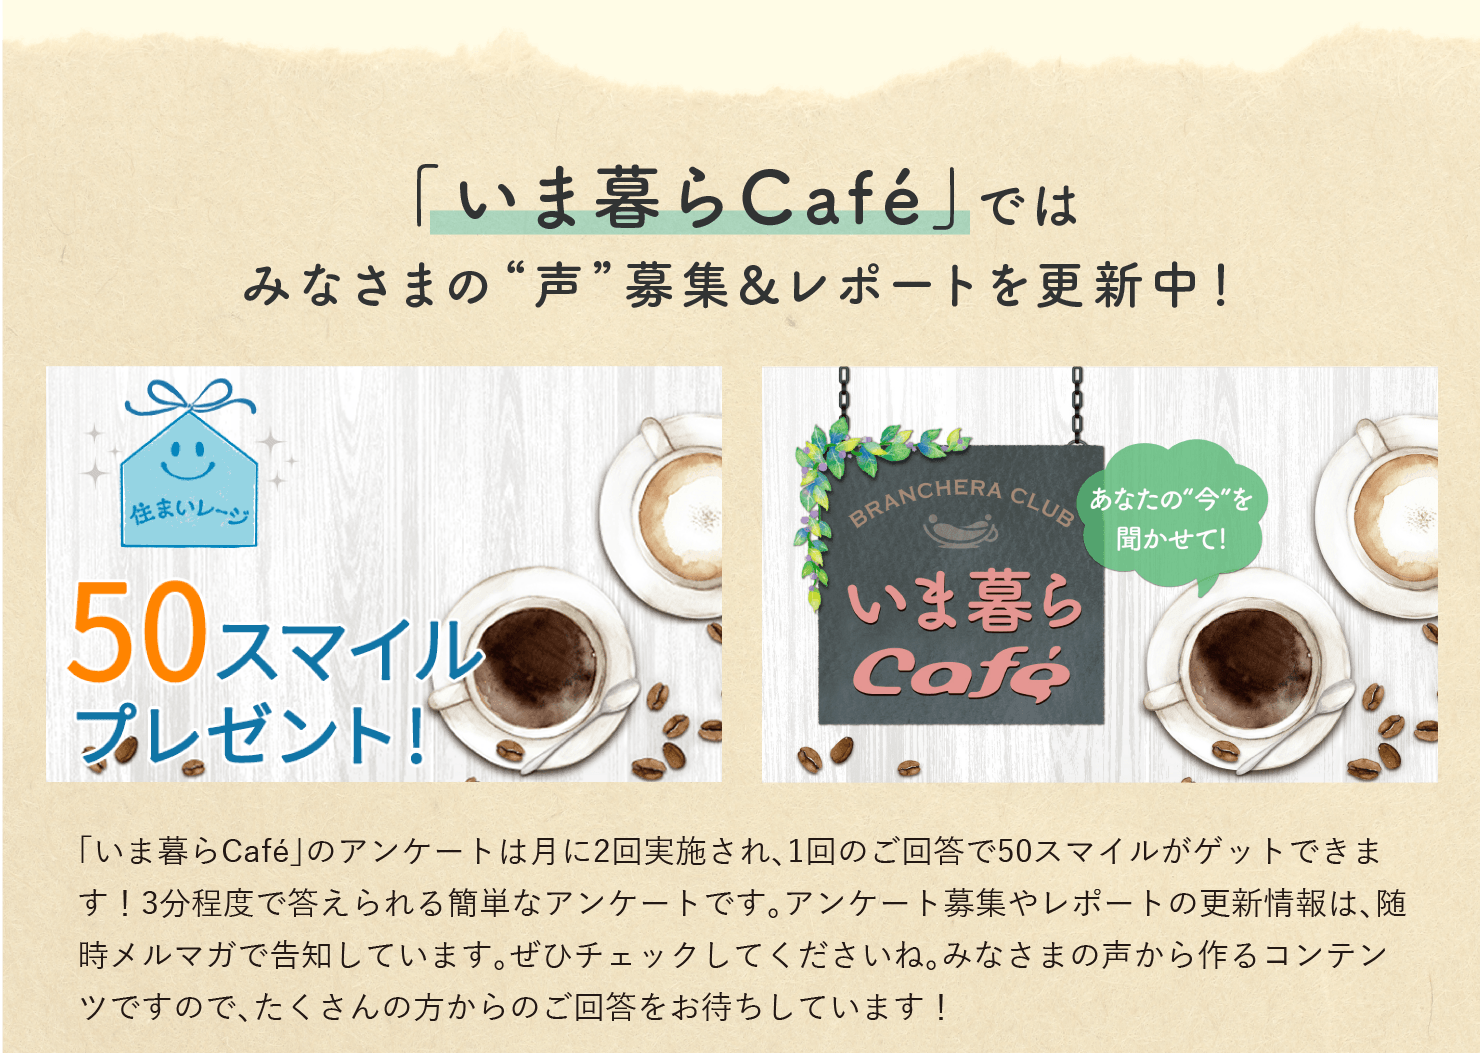 「いま暮らCafé」では
みなさまの“声”募集&レポートを更新中！
住まいレージ
50スマイル
プレゼント！
BRANCHERA CLUB
いま暮ら
Café
あなたの“今”を
聞かせて！
「いま暮らCafé」のアンケートは月に2回実施され、1回のご回答で50スマイルがゲットできま
す！3分程度で答えられる簡単なアンケートです。アンケート募集やレポートの更新情報は、随
時メルマガで告知しています。ぜひチェックしてくださいね。みなさまの声から作るコンテン
ツですので、たくさんの方からのご回答をお待ちしています！